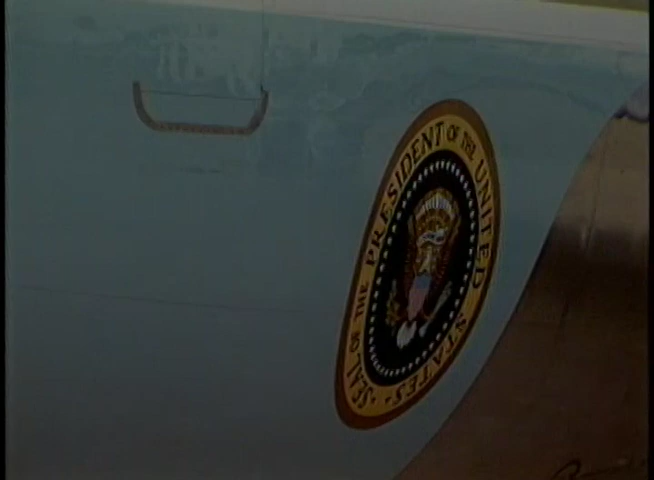 SEAL OF THE PRESIDENT OF THE UNITED STATES